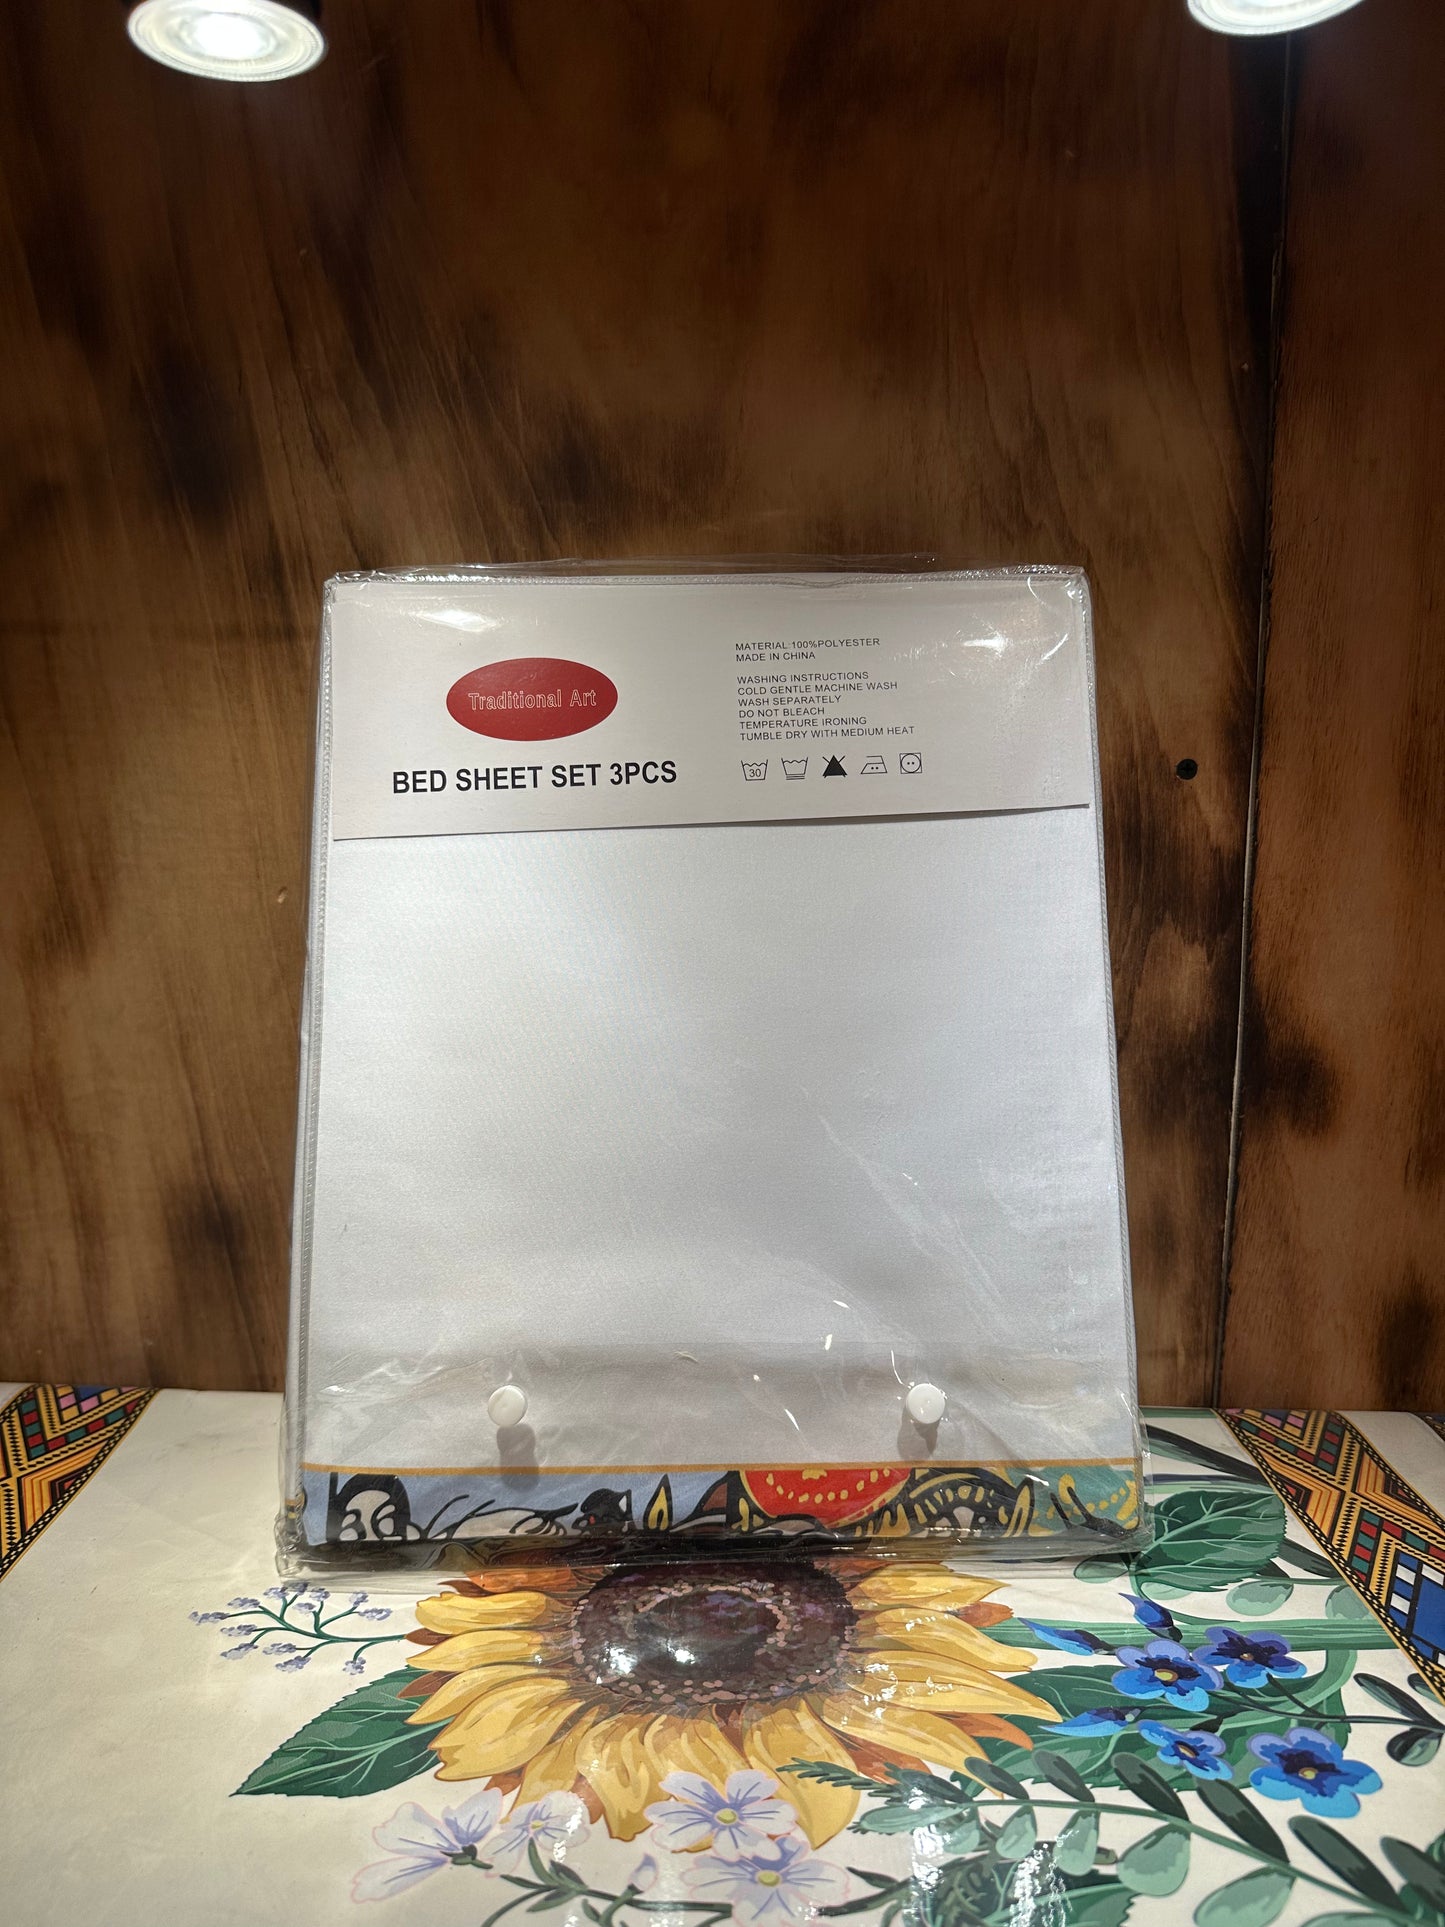 Traditional Art
BED SHEET SET 3PCS
MATERIAL:100%POLYESTER
MADE IN CHINA
WASHING INSTRUCTIONS
COLD GENTLE MACHINE WASH
WASH SEPARATELY
DO NOT BLEACH
TEMPERATURE IRONING
TUMBLE DRY WITH MEDIUM HEAT
30